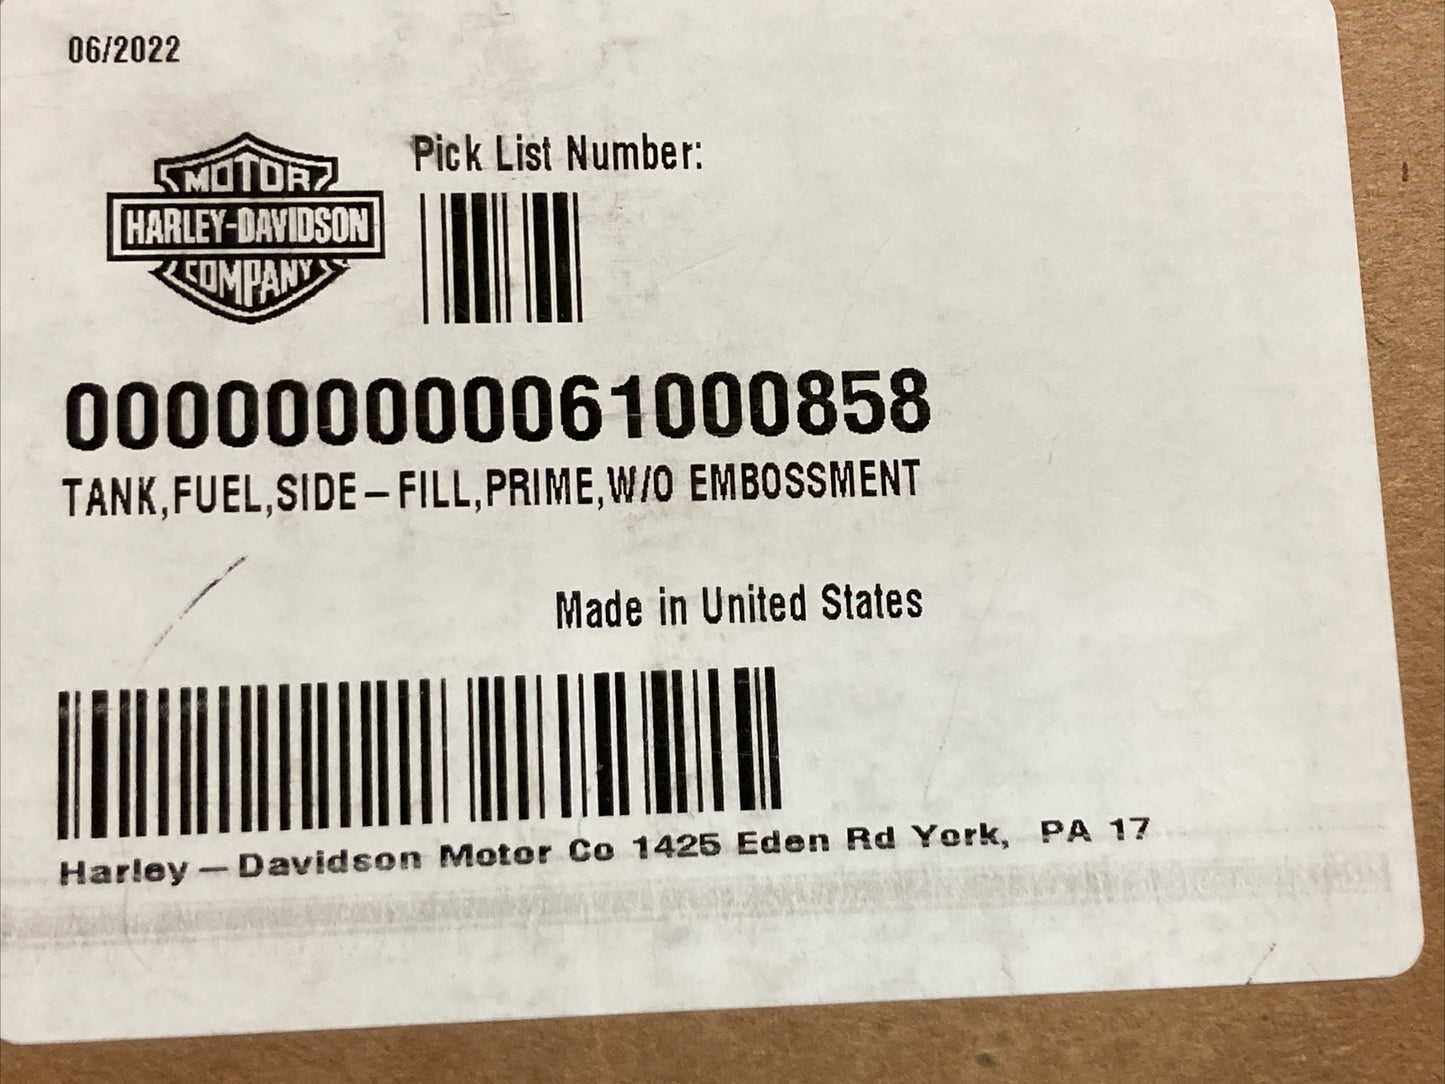 06/2022
MOTOR
HARLEY-DAVIDSON
COMPANY
Pick List Number:
000000000061000858
TANK,FUEL,SIDE-FILL,PRIME,W/O EMBOSSMENT
Made in United States
Harley-Davidson Motor Co 1425 Eden Rd York, PA 17